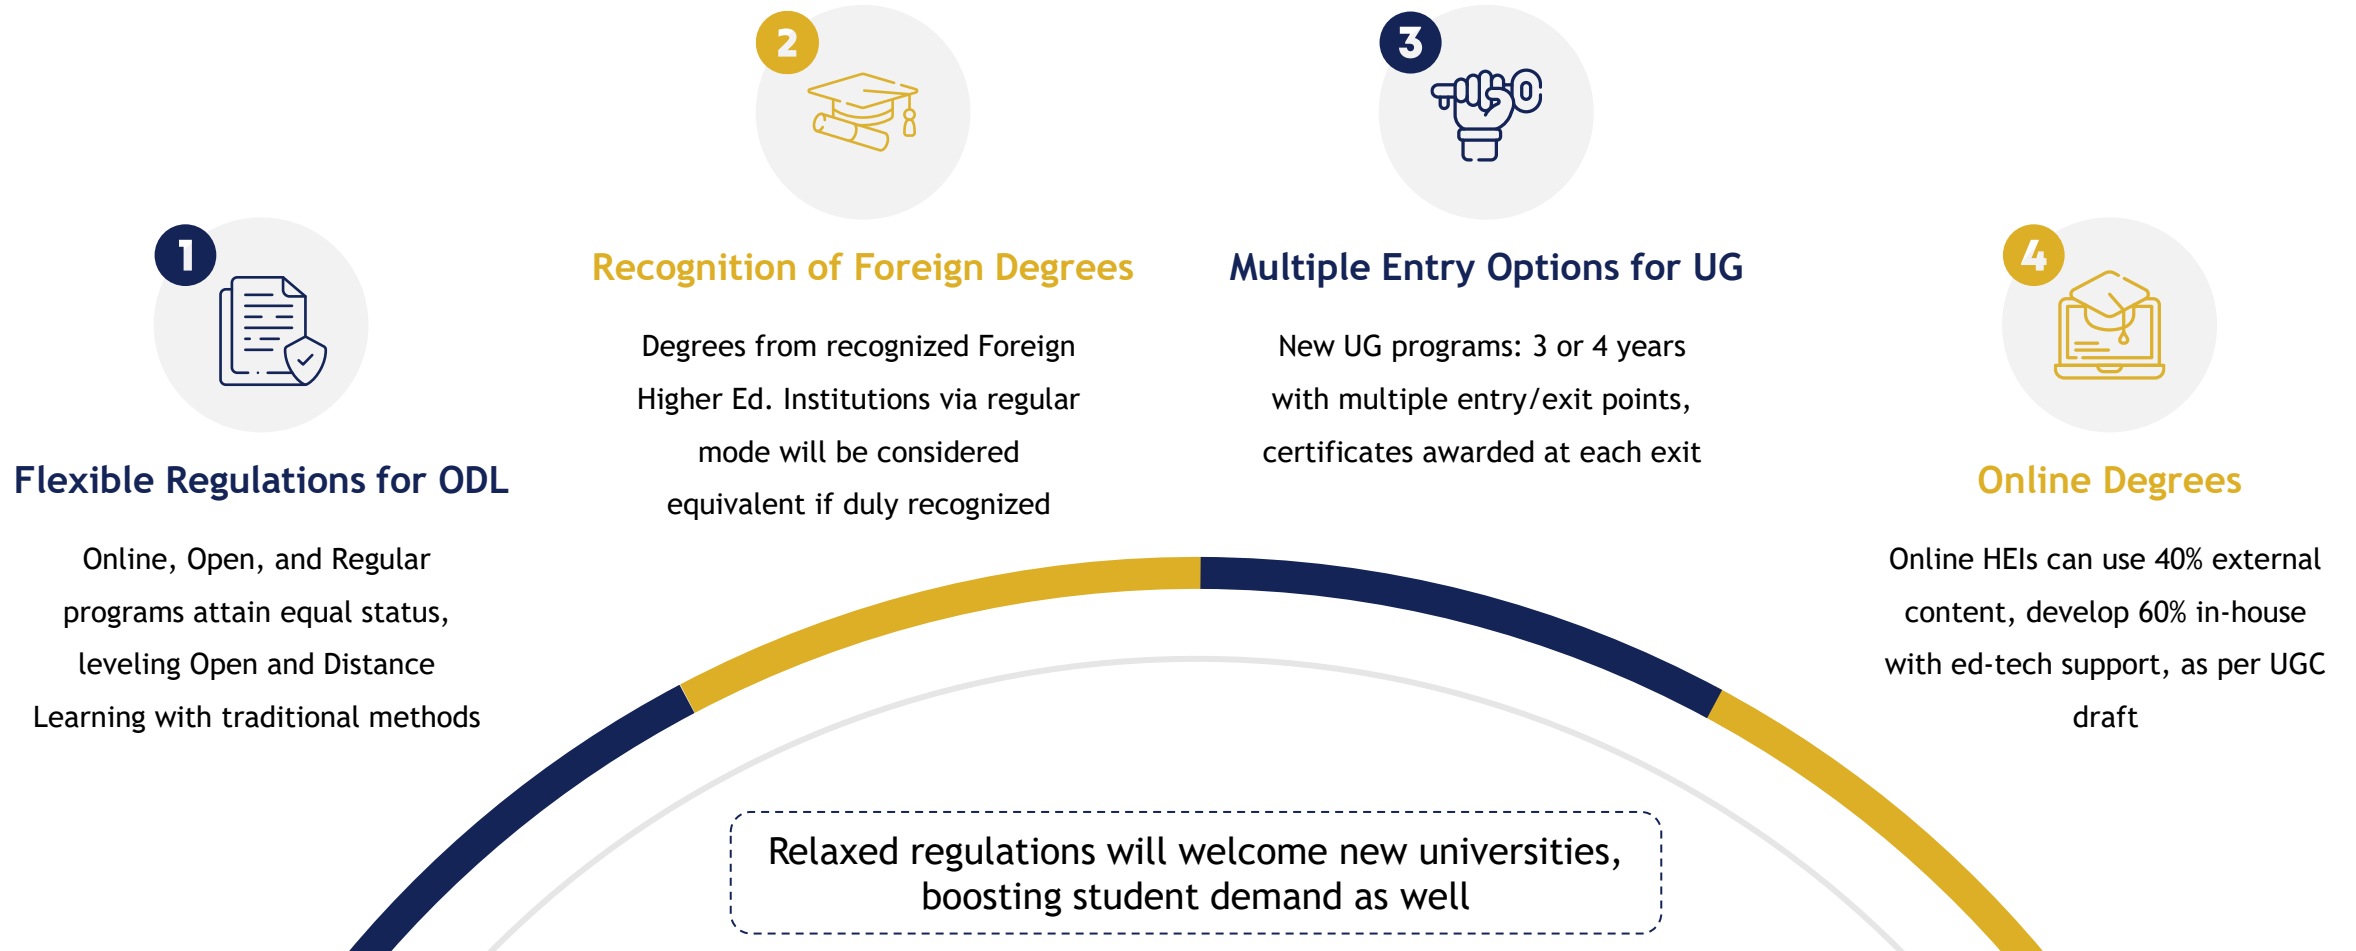 1
Flexible Regulations for ODL
Online, Open, and Regular
programs attain equal status,
leveling Open and Distance
Learning with traditional methods
2
Recognition of Foreign Degrees
Degrees from recognized Foreign
Higher Ed. Institutions via regular
mode will be considered
equivalent if duly recognized
3
Multiple Entry Options for UG
New UG programs: 3 or 4 years
with multiple entry/exit points,
certificates awarded at each exit
4
Online Degrees
Online HEIs can use 40% external
content, develop 60% in-house
with ed-tech support, as per UGC
draft
Relaxed regulations will welcome new universities,
boosting student demand as well